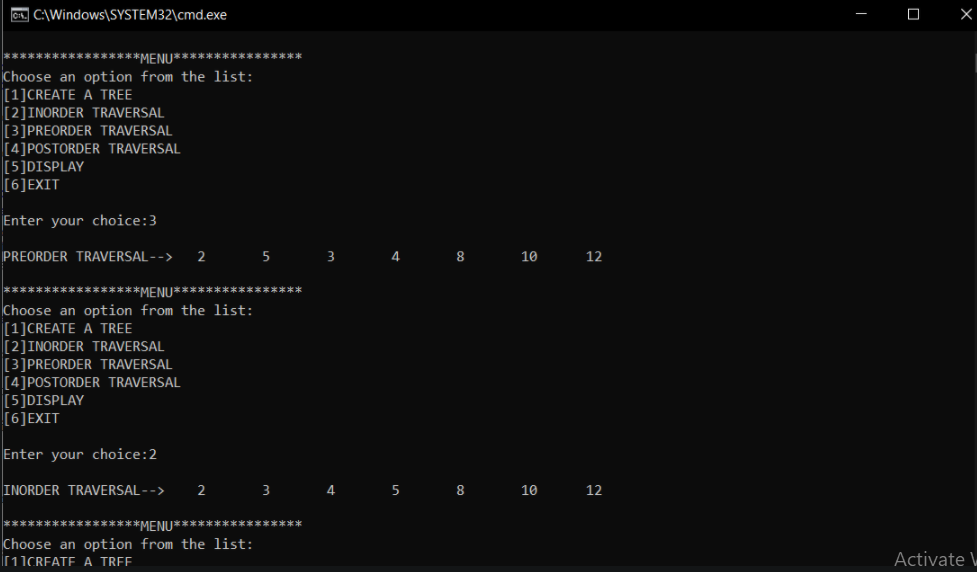 C:\Windows\SYSTEM32\cmd.exe
*****************MENU****************
Choose an option from the list:
[1]CREATE A TREE
[2]INORDER TRAVERSAL
[3]PREORDER TRAVERSAL
[4]POSTORDER TRAVERSAL
[5]DISPLAY
[6]EXIT
Enter your choice:3
PREORDER TRAVERSAL--> 2 5 3 4 8 10 12
*****************MENU****************
Choose an option from the list:
[1]CREATE A TREE
[2]INORDER TRAVERSAL
[3]PREORDER TRAVERSAL
[4]POSTORDER TRAVERSAL
[5]DISPLAY
[6]EXIT
Enter your choice:2
INORDER TRAVERSAL--> 2 3 4 5 8 10 12
*****************MENU****************
Choose an option from the list:
[1]CREATE A TREE
Activate